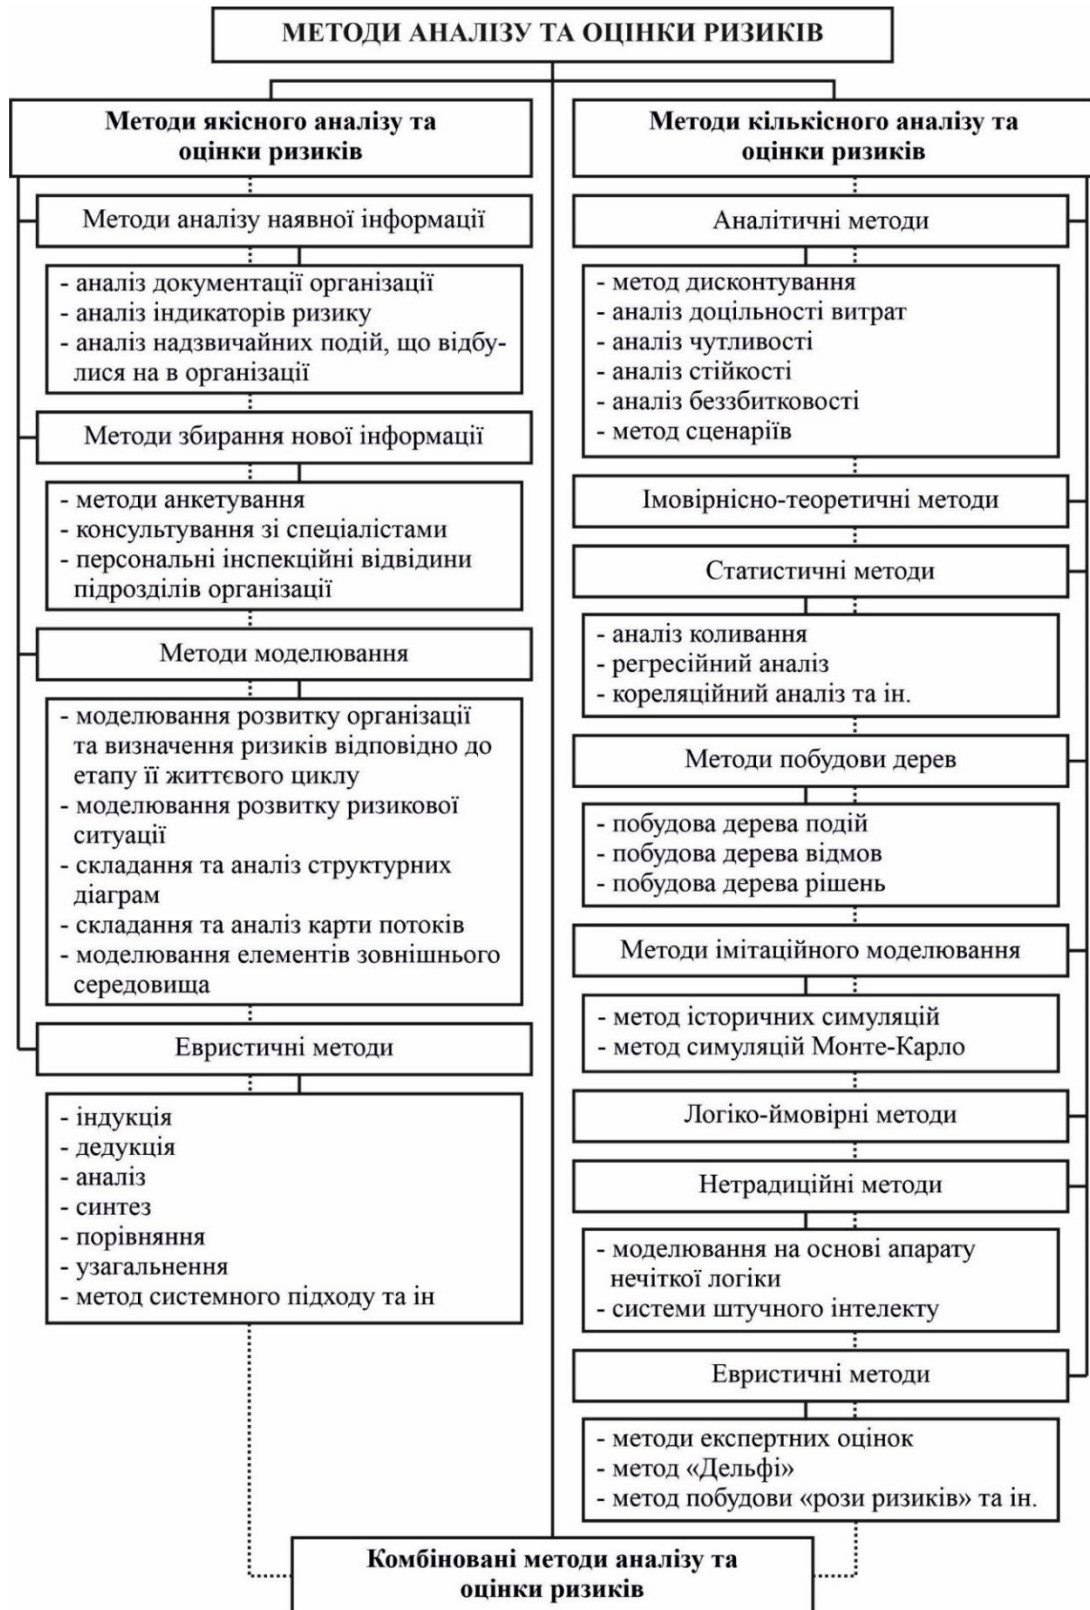 МЕТОДИ АНАЛІЗУ ТА ОЦІНКИ РИЗИКІВ
Методи якісного аналізу та
оцінки ризиків
Методи аналізу наявної інформації
- аналіз документації організації
- аналіз індикаторів ризику
- аналіз надзвичайних подій, що відбу-
лися на в організації
Методи збирання нової інформації
- методи анкетування
- консультування зі спеціалістами
- персональні інспекційні відвідини
підрозділів організації
Методи моделювання
- моделювання розвитку організації
та визначення ризиків відповідно до
етапу її життєвого циклу
- моделювання розвитку ризикової
ситуації
- складання та аналіз структурних
діаграм
- складання та аналіз карти потоків
- моделювання елементів зовнішнього
середовища
Евристичні методи
- індукція
- дедукція
- аналіз
- синтез
- порівняння
- узагальнення
- метод системного підходу та ін
Методи кількісного аналізу та
оцінки ризиків
Аналітичні методи
- метод дисконтування
- аналіз доцільності витрат
- аналіз чутливості
- аналіз стійкості
- аналіз беззбитковості
- метод сценаріїв
Імовірнісно-теоретичні методи
Статистичні методи
- аналіз коливання
- регресійний аналіз
- кореляційний аналіз та ін.
Методи побудови дерев
- побудова дерева подій
- побудова дерева відмов
- побудова дерева рішень
Методи імітаційного моделювання
- метод історичних симуляцій
- метод симуляцій Монте-Карло
Логіко-ймовірні методи
Нетрадиційні методи
- моделювання на основі апарату
нечіткої логіки
- системи штучного інтелекту
Евристичні методи
- методи експертних оцінок
- метод «Дельфі»
- метод побудови «рози ризиків» та ін.
Комбіновані методи аналізу та
оцінки ризиків